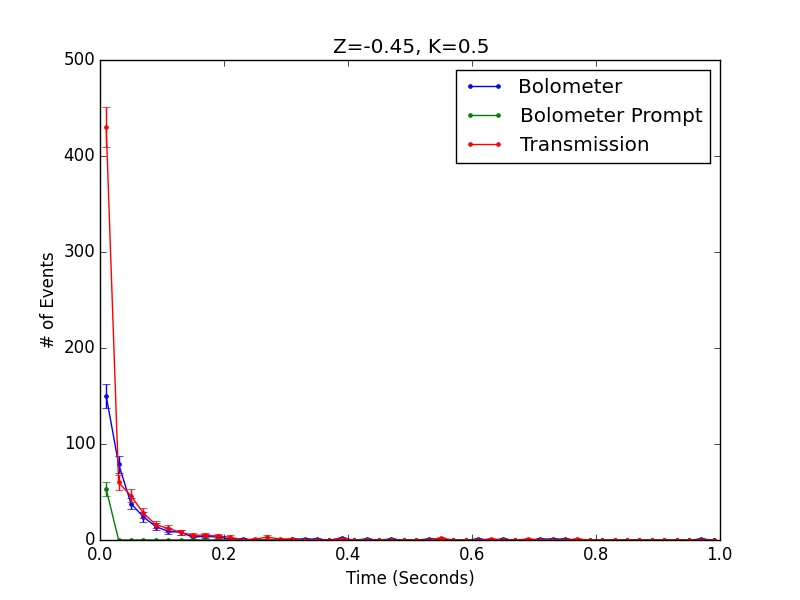 Z=-0.45, K=0.5
500
400
300
200
100
0
Bolometer
Bolometer Prompt
Transmission
# of Events
0.0 0.2 0.4 0.6 0.8 1.0
Time (Seconds)